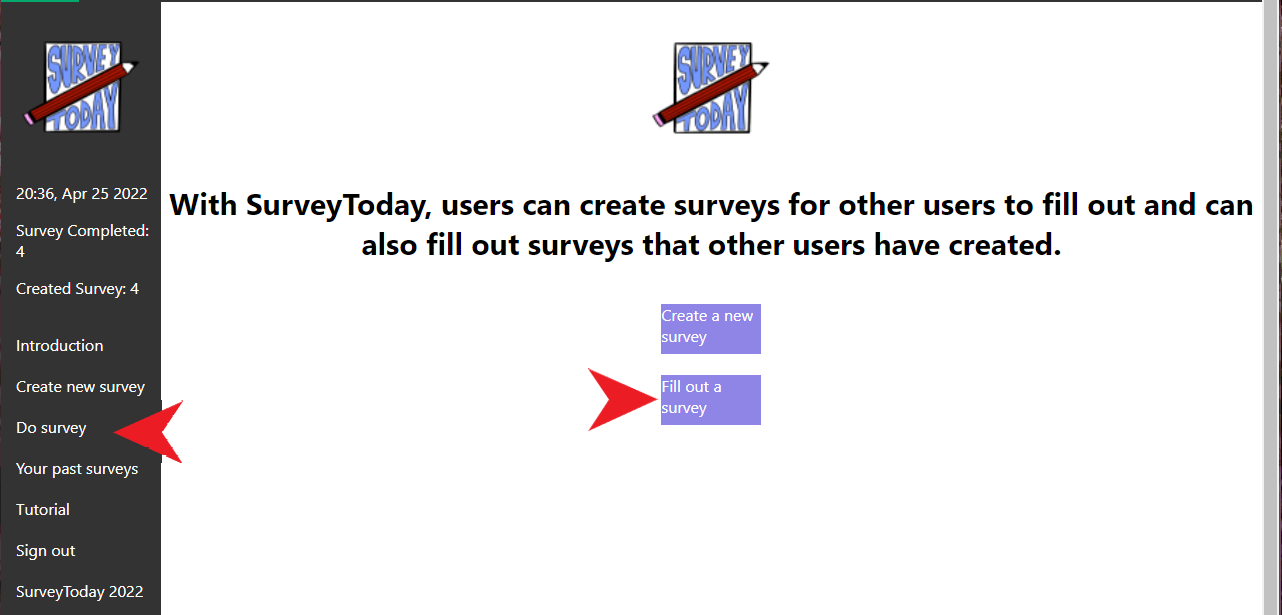 SURVEY
TODAY
20:36, Apr 25 2022
Survey Completed:
4
Created Survey: 4
Introduction
Create new survey
Do survey
Your past surveys
Tutorial
Sign out
SurveyToday 2022
SURVEY
TODAY
With SurveyToday, users can create surveys for other users to fill out and can
also fill out surveys that other users have created.
Create a new
survey
Fill out a
survey